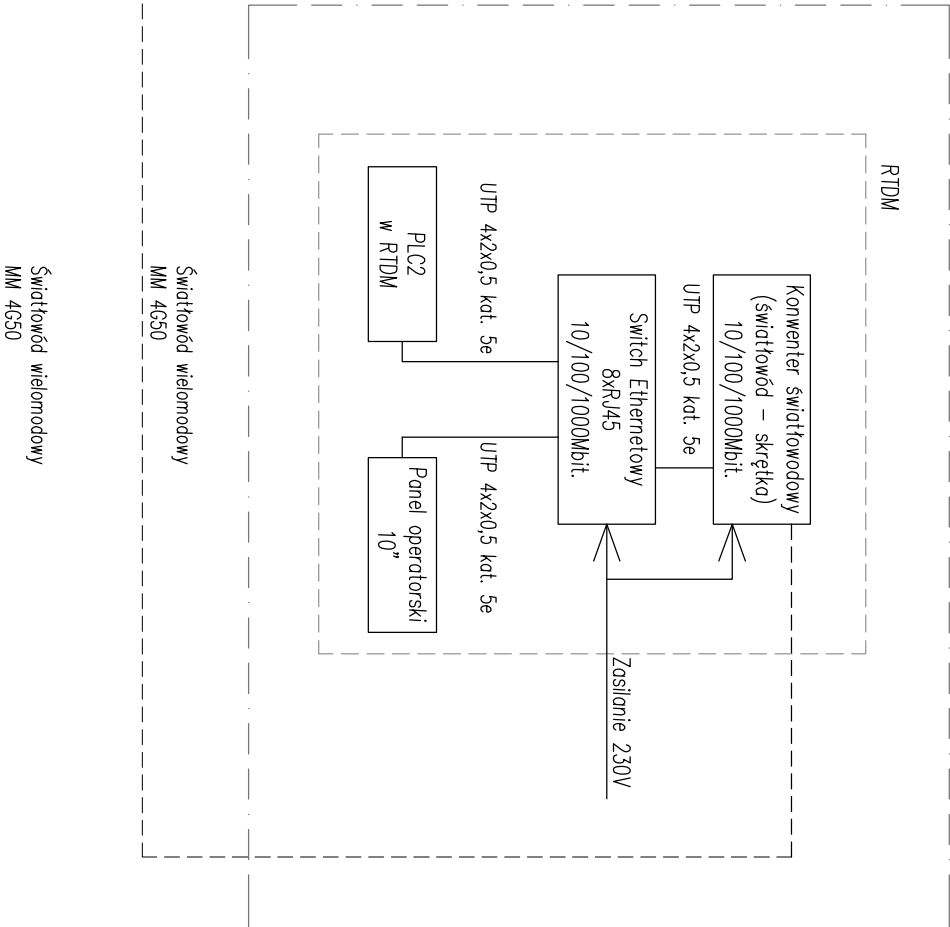 RTDM
Konwenter światłowodowy
(światłowód - skrętka)
10/100/1000Mbit.
UTP 4x2x0,5 kat. 5e
Switch Ethernetowy
8xRJ45
10/100/1000Mbit.
Zasilanie 230V
UTP 4x2x0,5 kat. 5e
UTP 4x2x0,5 kat. 5e
PLC2
w RTDM
Panel operatorski
10"
Światłowód wielomodowy
MM 4G50
Światłowód wielomodowy
MM 4G50